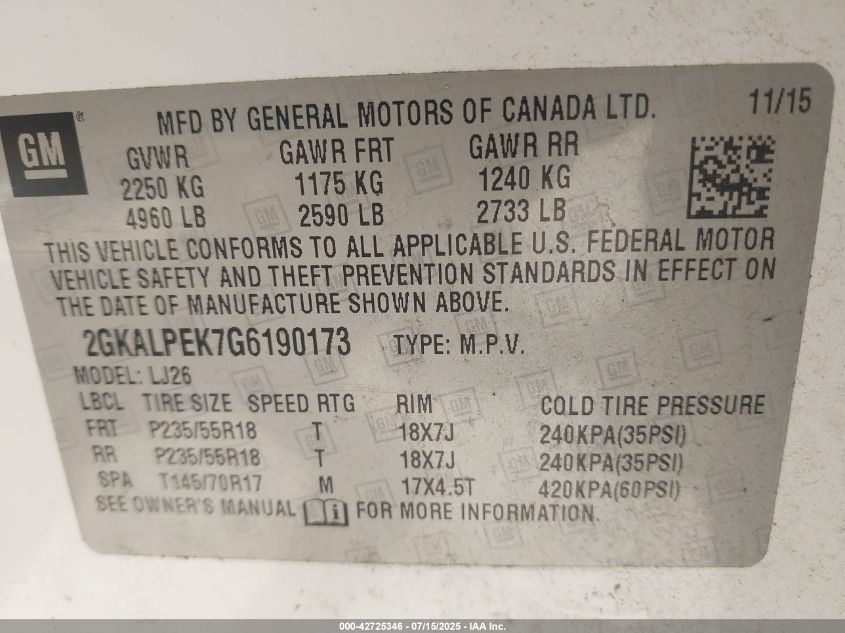 GM ® MFD BY GENERAL MOTORS OF CANADA LTD. 11/15
GVWR GAWR FRT GAWR RR
2250 KG 1175 KG 1240 KG
4960 LB 2590 LB 2733 LB
THIS VEHICLE CONFORMS TO ALL APPLICABLE U.S. FEDERAL MOTOR
VEHICLE SAFETY AND THEFT PREVENTION STANDARDS IN EFFECT ON
THE DATE OF MANUFACTURE SHOWN ABOVE.
2GKALPEK7G6190173 TYPE: M.P.V.
MODEL: LJ26
LBCL TIRE SIZE SPEED RTG RIM COLD TIRE PRESSURE
FRT P235/55R18 T 18X7J 240KPA(35PSI)
RR P235/55R18 T 18X7J 240KPA(35PSI)
SPA T145/70R17 M 17X4.5T 420KPA(60PSI)
SEE OWNER'S MANUAL i FOR MORE INFORMATION.
000-42725346 - 07/15/2025 - IAA Inc.